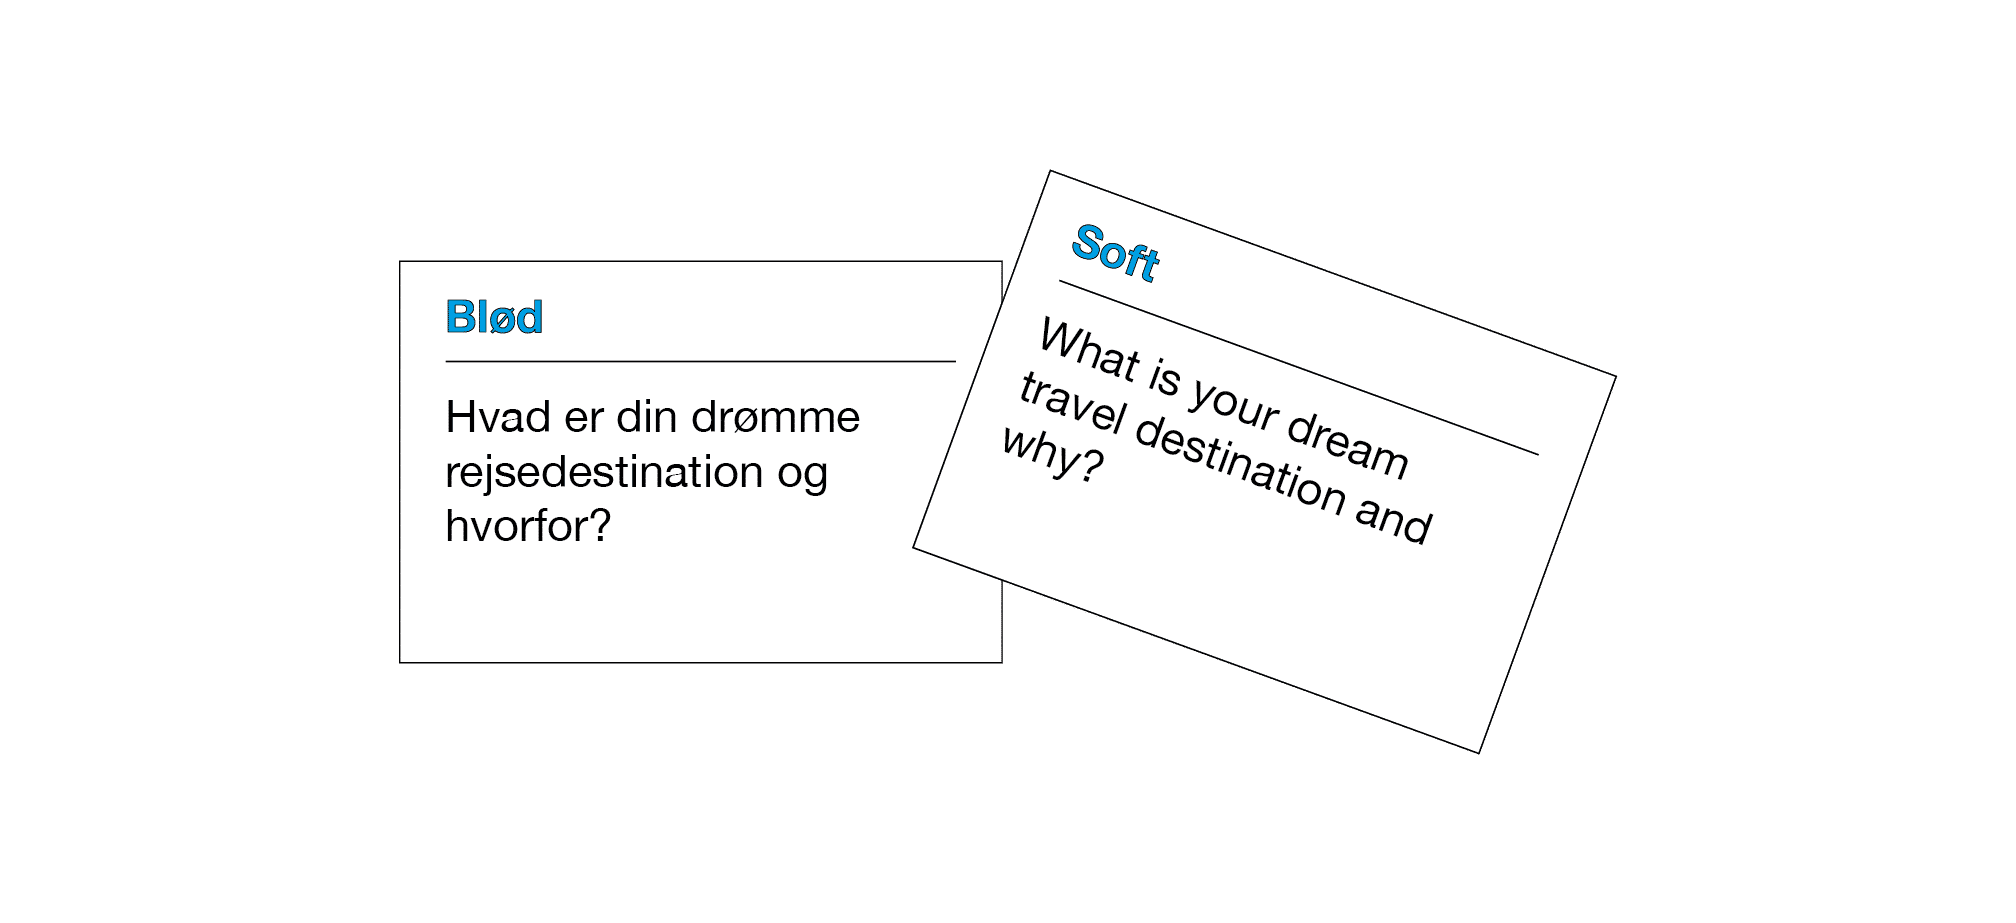 Blød
Hvad er din drømme
rejsedestination og
hvorfor?
Soft
What is your dream
travel destination and
why?